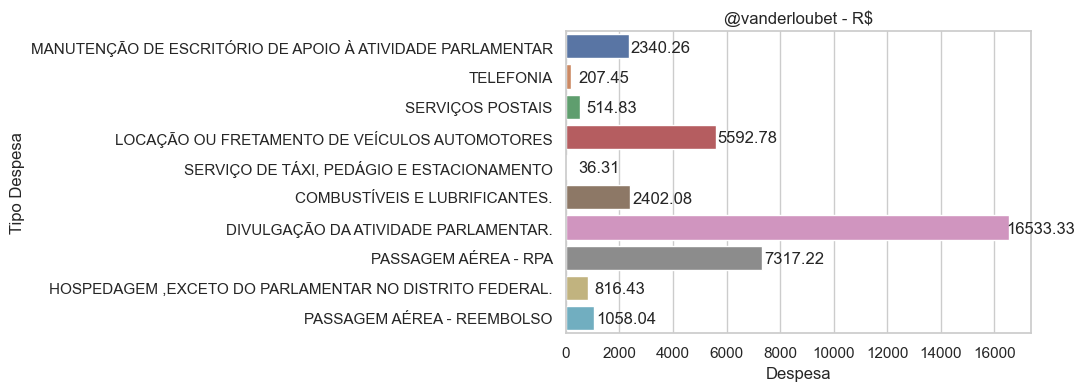 @vanderloubet - R$
Tipo Despesa
MANUTENÇÃO DE ESCRITÓRIO DE APOIO À ATIVIDADE PARLAMENTAR 2340.26
TELEFONIA 207.45
SERVIÇOS POSTAIS 514.83
LOCAÇÃO OU FRETAMENTO DE VEÍCULOS AUTOMOTORES 5592.78
SERVIÇO DE TÁXI, PEDÁGIO E ESTACIONAMENTO 36.31
COMBUSTÍVEIS E LUBRIFICANTES. 2402.08
DIVULGAÇÃO DA ATIVIDADE PARLAMENTAR. 16533.33
PASSAGEM AÉREA - RPA 7317.22
HOSPEDAGEM ,EXCETO DO PARLAMENTAR NO DISTRITO FEDERAL. 816.43
PASSAGEM AÉREA - REEMBOLSO 1058.04
0 2000 4000 6000 8000 10000 12000 14000 16000
Despesa